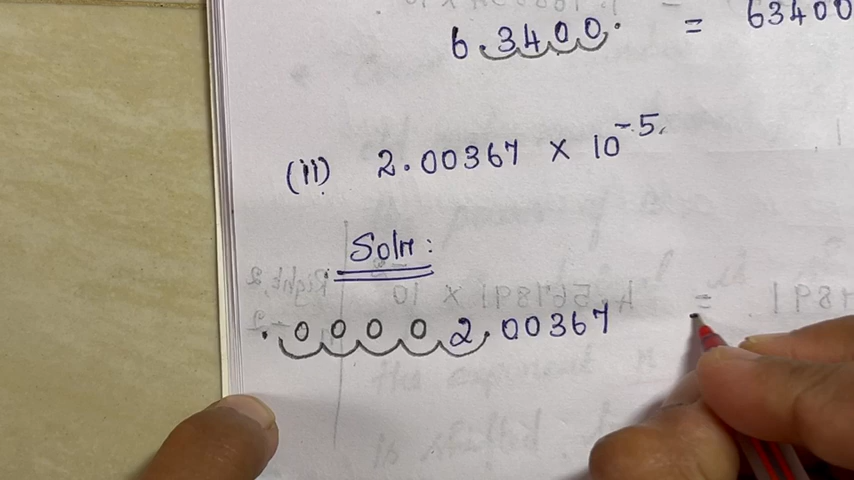 6.3400. = 63400
(ii) 2.00367 × 10^-5.
Soln:
.00002.00367